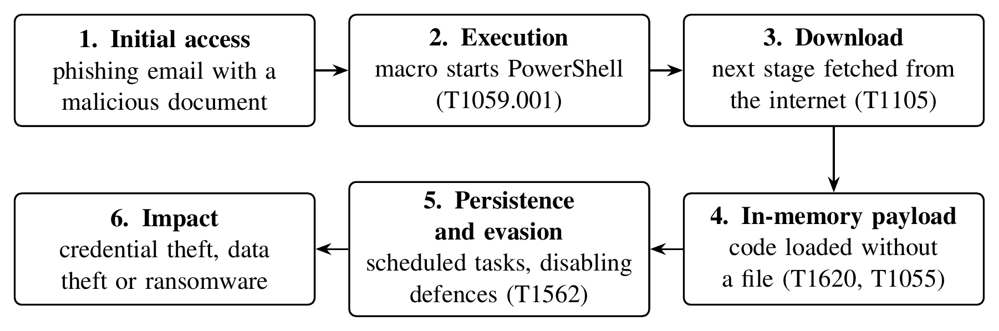 1. Initial access
phishing email with a
malicious document
2. Execution
macro starts PowerShell
(T1059.001)
3. Download
next stage fetched from
the internet (T1105)
4. In-memory payload
code loaded without
a file (T1620, T1055)
5. Persistence
and evasion
scheduled tasks, disabling
defences (T1562)
6. Impact
credential theft, data
theft or ransomware